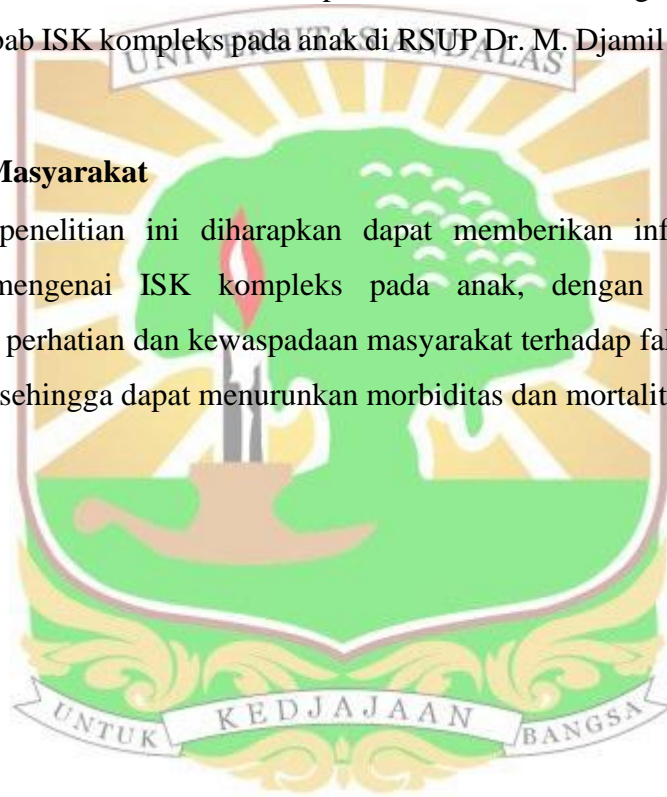 bab ISK kompleks pada anak di RSUP Dr. M. Djamil
UNIVERSITAS ANDALAS
Masyarakat
penelitian ini diharapkan dapat memberikan inf
mengenai ISK kompleks pada anak, dengan
perhatian dan kewaspadaan masyarakat terhadap fa
sehingga dapat menurunkan morbiditas dan mortalit
UNTUK KEDJAJAAN BANGSA